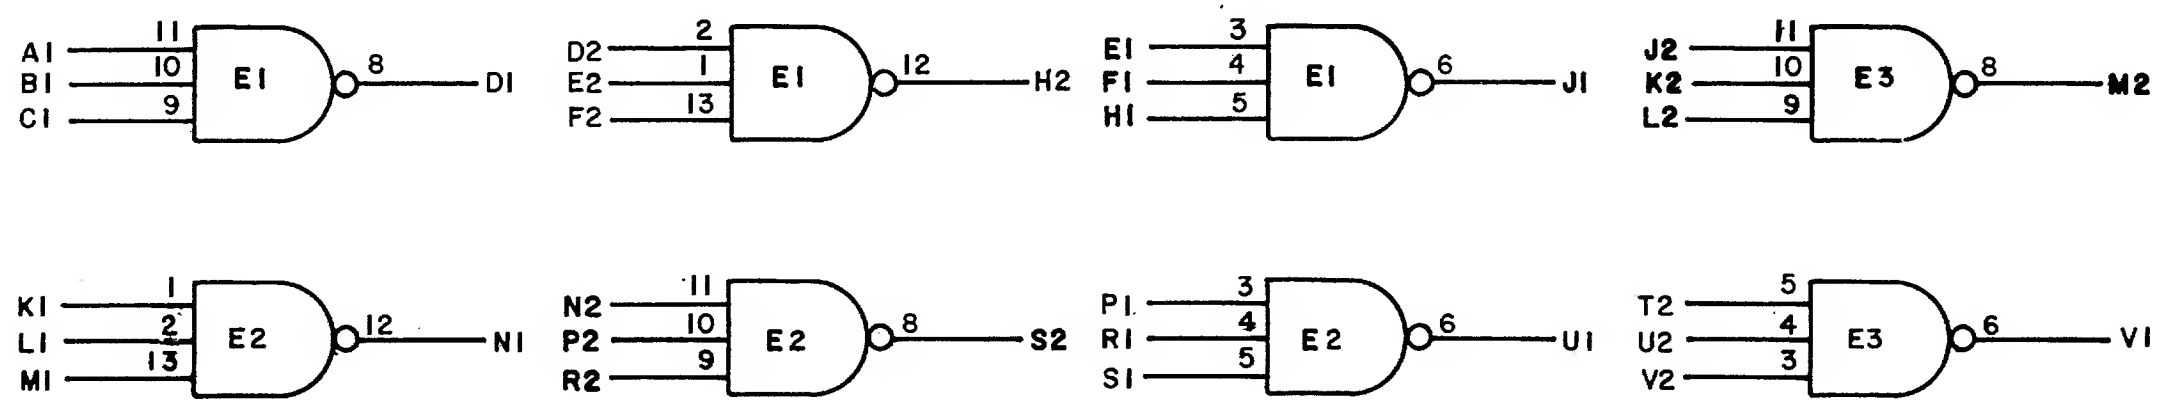 A1 11 B1 10 C1 9 E1 8 D1
D2 2 E2 1 F2 13 E1 12 H2
E1 3 F1 4 H1 5 E1 6 J1
J2 11 K2 10 L2 9 E3 8 M2
K1 1 L1 2 M1 13 E2 12 N1
N2 11 P2 10 R2 9 E2 8 S2
P1 3 R1 4 S1 5 E2 6 U1
T2 5 U2 4 V2 3 E3 6 V1